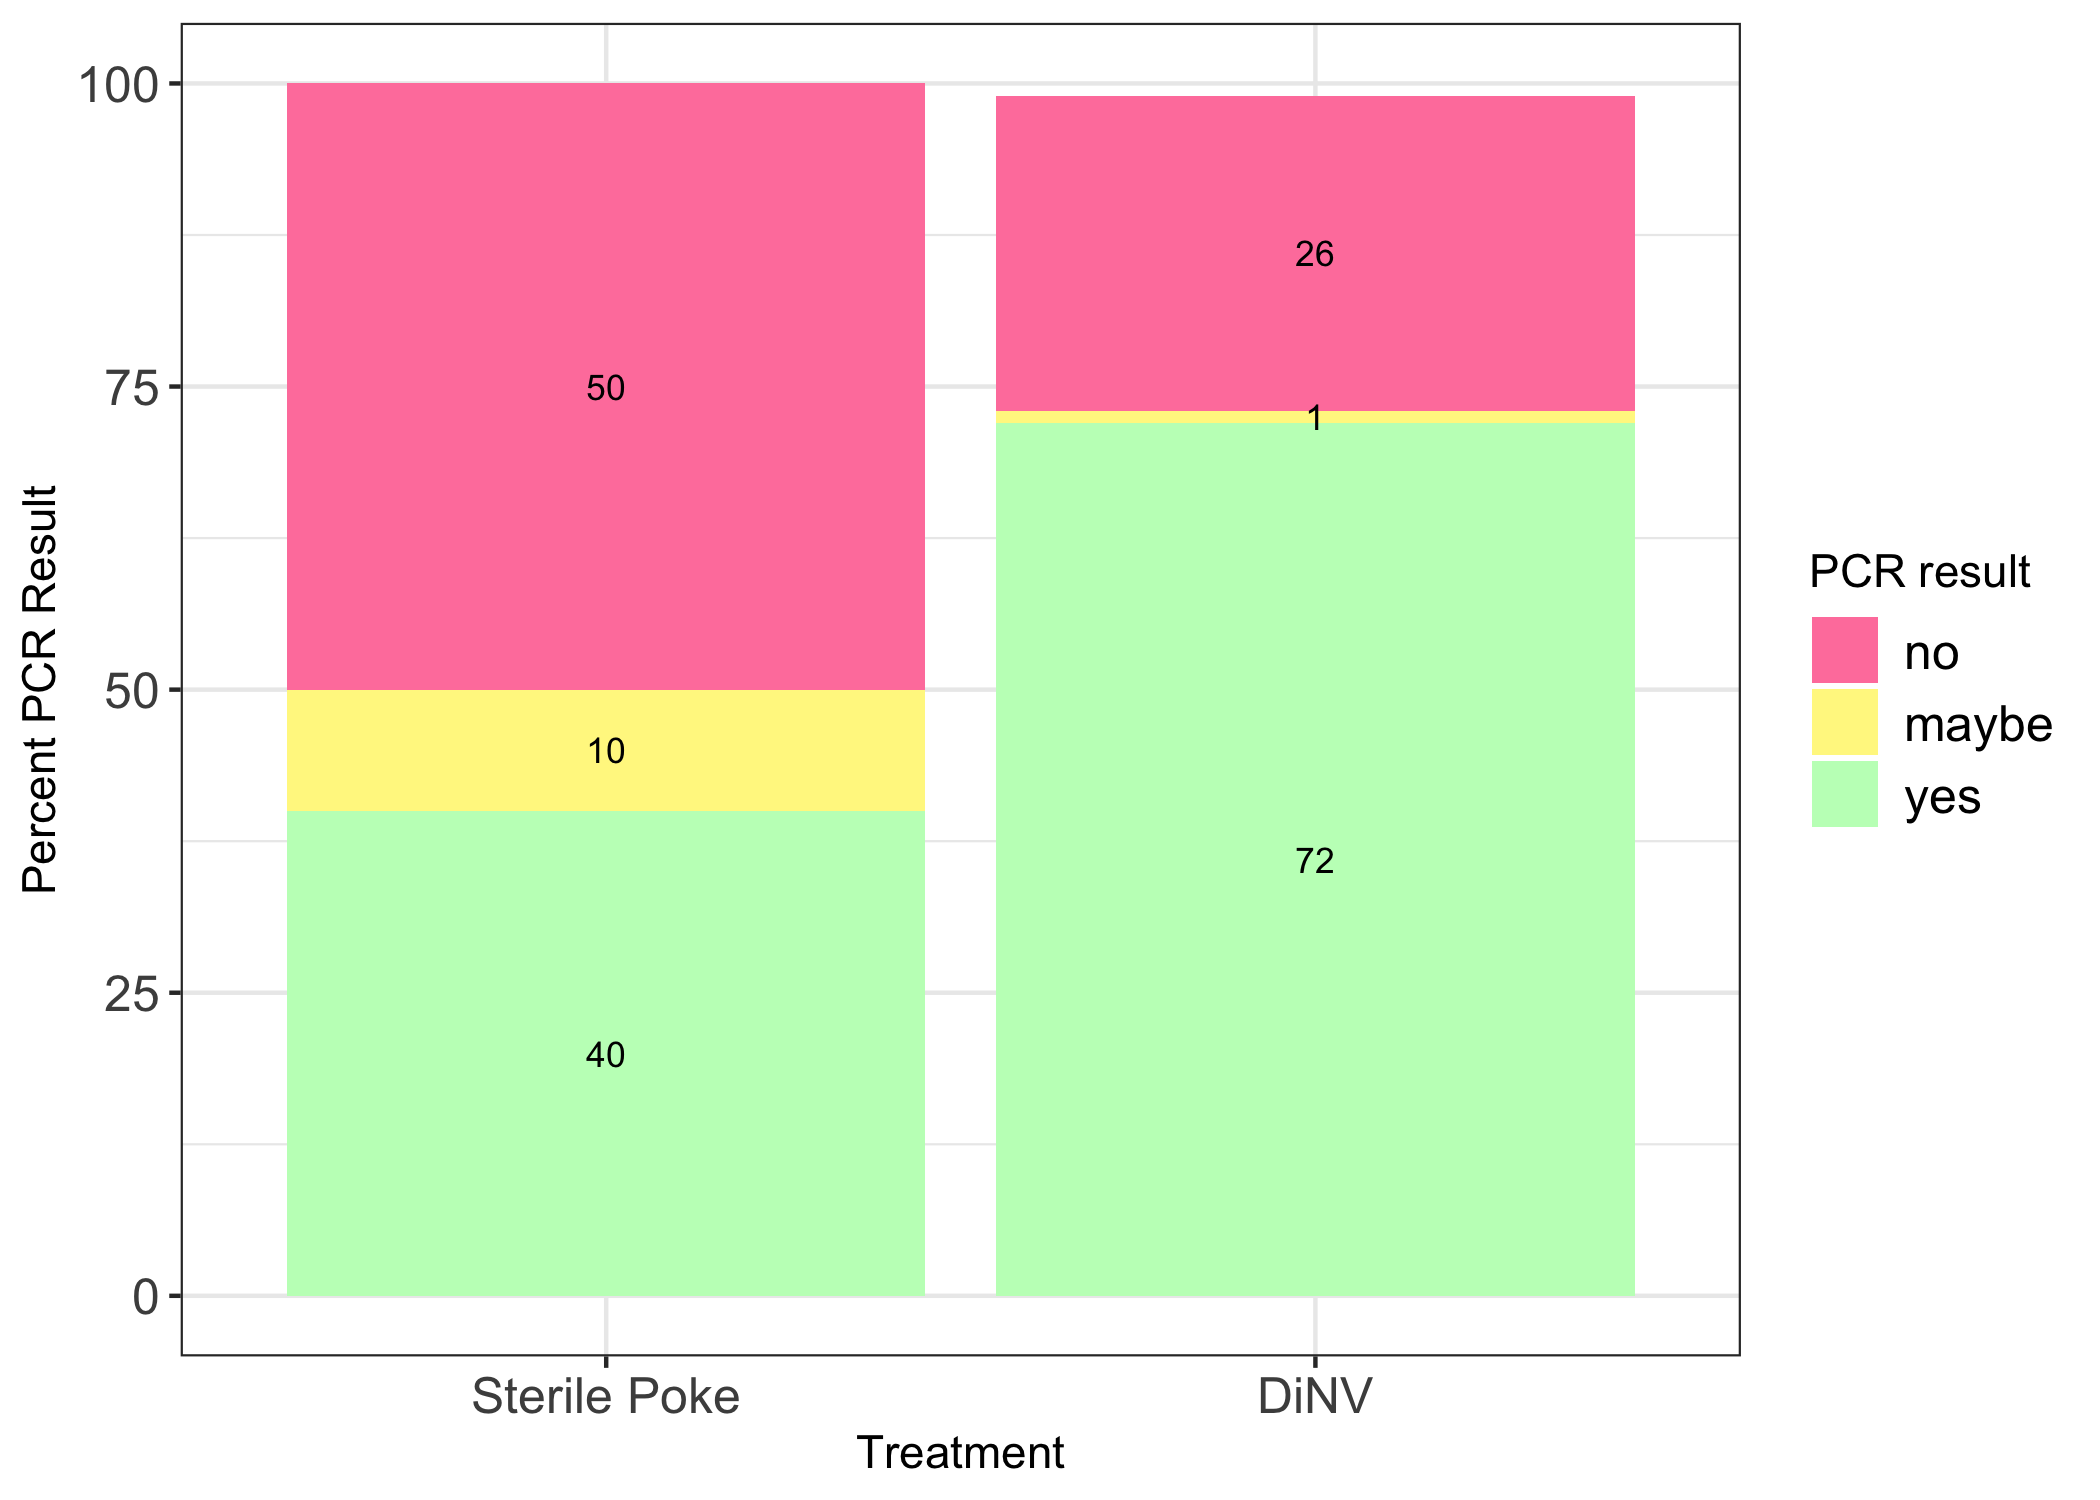 Percent PCR Result
100
75
50
25
0
50
10
40
26
1
72
Sterile Poke
DiNV
Treatment
PCR result
no
maybe
yes